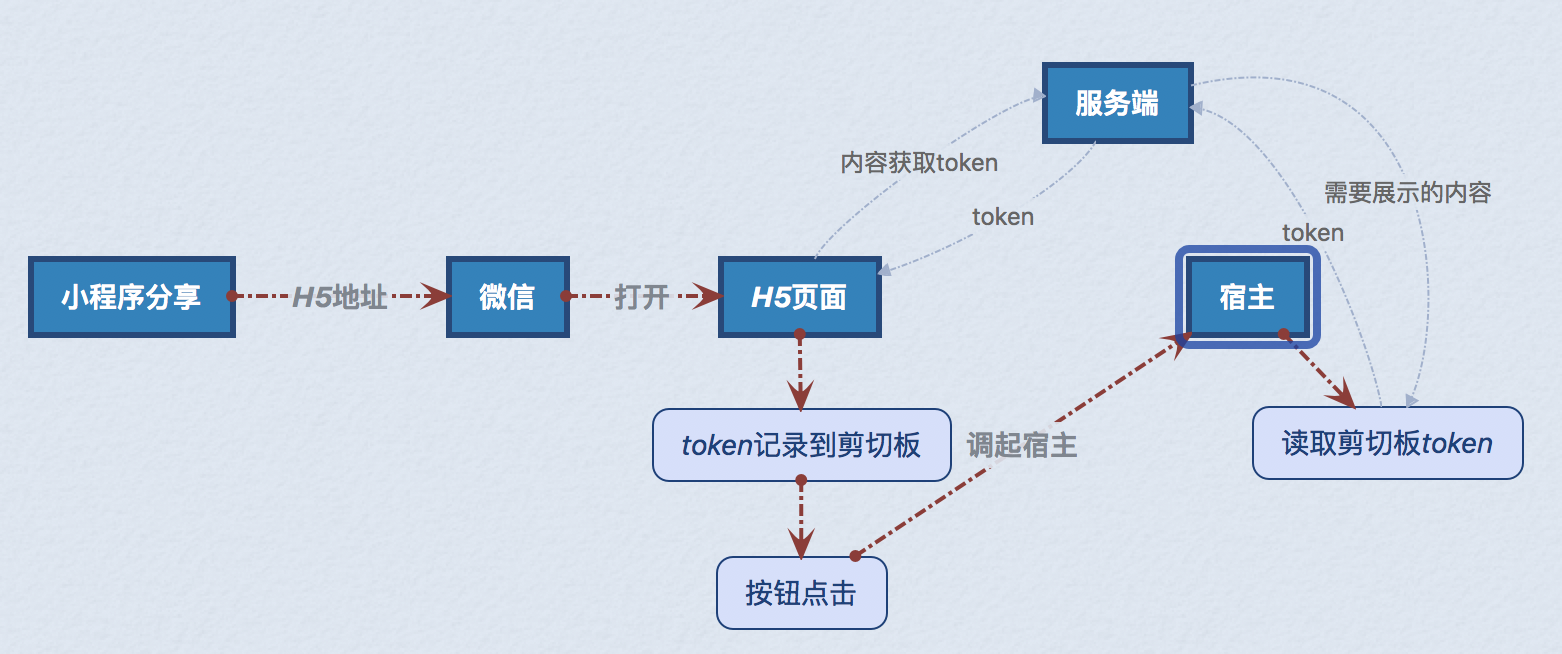 服务端
内容获取token
需要展示的内容
token
token
小程序分享
H5地址
微信
打开
H5页面
宿主
token记录到剪切板
调起宿主
读取剪切板token
按钮点击